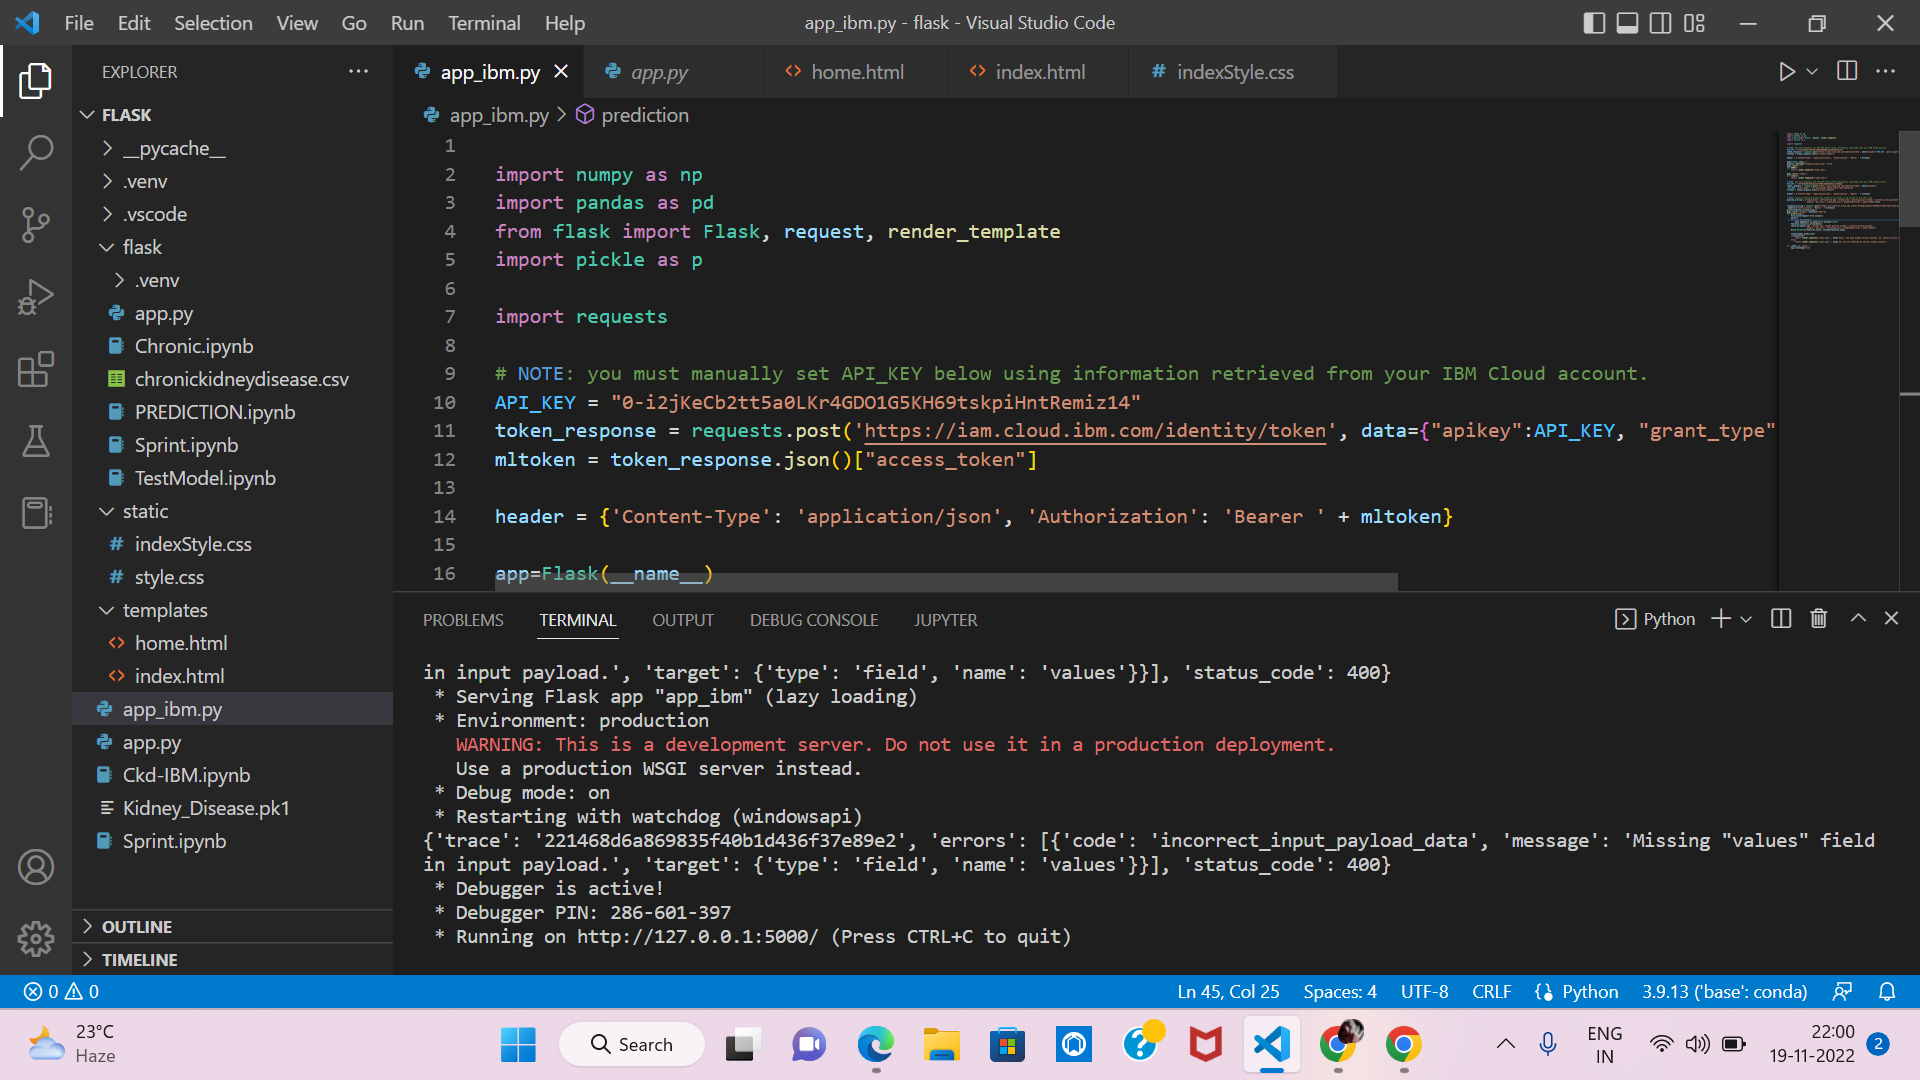 File Edit Selection View Go Run Terminal Help
app_ibm.py - flask - Visual Studio Code
EXPLORER
FLASK
__pycache__
.venv
.vscode
flask
.venv
app.py
Chronic.ipynb
chronickidneydisease.csv
PREDICTION.ipynb
Sprint.ipynb
TestModel.ipynb
static
indexStyle.css
style.css
templates
home.html
index.html
app_ibm.py
app.py
Ckd-IBM.ipynb
Kidney_Disease.pk1
Sprint.ipynb
OUTLINE
TIMELINE
app_ibm.py app.py home.html index.html indexStyle.css
app_ibm.py > prediction
1
2 import numpy as np
3 import pandas as pd
4 from flask import Flask, request, render_template
5 import pickle as p
6
7 import requests
8
9 # NOTE: you must manually set API_KEY below using information retrieved from your IBM Cloud account.
10 API_KEY = "0-i2jKeCb2tt5a0LKr4GDO1G5KH69tskpiHntRemiz14"
11 token_response = requests.post('https://iam.cloud.ibm.com/identity/token', data={"apikey":API_KEY, "grant_type"
12 mltoken = token_response.json()["access_token"]
13
14 header = {'Content-Type': 'application/json', 'Authorization': 'Bearer ' + mltoken}
15
16 app=Flask(__name__)
PROBLEMS TERMINAL OUTPUT DEBUG CONSOLE JUPYTER
Python
in input payload.', 'target': {'type': 'field', 'name': 'values'}}], 'status_code': 400}
* Serving Flask app "app_ibm" (lazy loading)
* Environment: production
WARNING: This is a development server. Do not use it in a production deployment.
Use a production WSGI server instead.
* Debug mode: on
* Restarting with watchdog (windowsapi)
{'trace': '221468d6a869835f40b1d436f37e89e2', 'errors': [{'code': 'incorrect_input_payload_data', 'message': 'Missing "values" field
in input payload.', 'target': {'type': 'field', 'name': 'values'}}], 'status_code': 400}
* Debugger is active!
* Debugger PIN: 286-601-397
* Running on http://127.0.0.1:5000/ (Press CTRL+C to quit)
0 0
Ln 45, Col 25 Spaces: 4 UTF-8 CRLF Python 3.9.13 ('base': conda)
23°C
Haze
Search
ENG
IN
22:00
19-11-2022
2